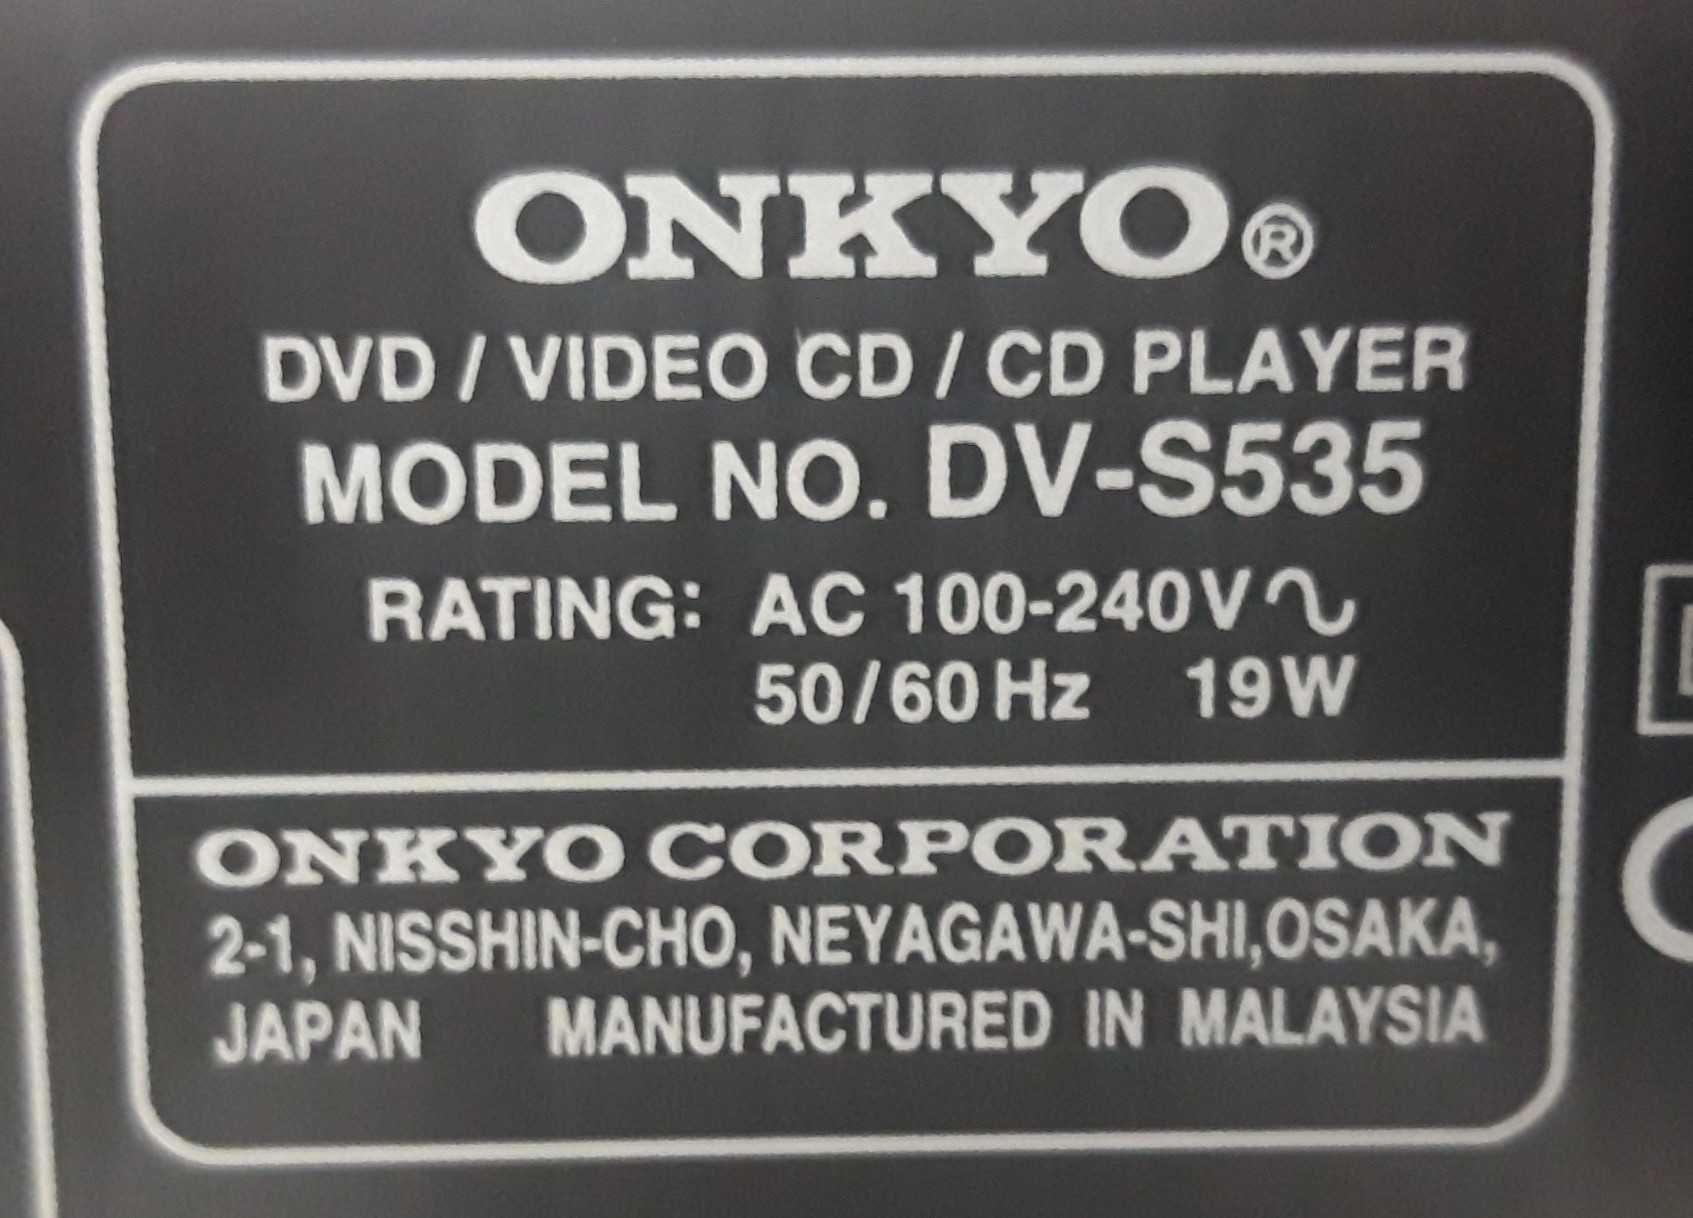 ONKYO®
DVD / VIDEO CD / CD PLAYER
MODEL NO. DV-S535
RATING: AC 100-240V∿
50/60Hz 19W
ONKYO CORPORATION
2-1, NISSHIN-CHO, NEYAGAWA-SHI,OSAKA,
JAPAN MANUFACTURED IN MALAYSIA